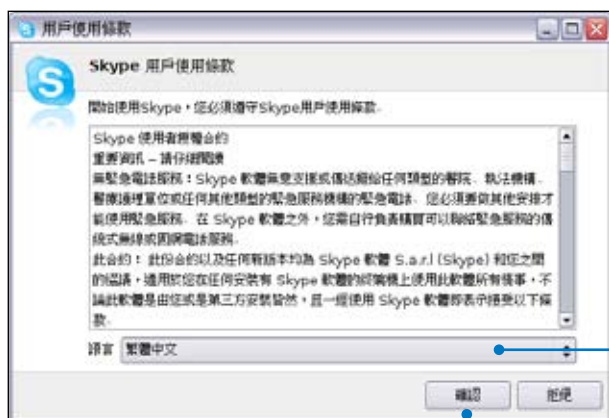 用戶使用條款
Skype 用戶使用條款
開始使用Skype，您必須遵守Skype用戶使用條款.
Skype 使用者授權合約
重要資訊 – 請仔細閱讀
無緊急電話服務：Skype 軟體無意支援或傳送撥給任何類型的醫院、執法機構、
醫療護理單位或任何其他類型的緊急服務機構的緊急電話. 您必須要做其他安排才
能使用緊急服務. 在 Skype 軟體之外，您需自行負責購買可以聯絡緊急服務的傳
統式無線或固網電話服務.
此合約： 此合約以及任何新版本均為 Skype 軟體 S.a.r.l (Skype) 和您之間
的協議，適用於您在任何安裝有 Skype 軟體的終端機上使用此軟體所有情事，不
論此軟體是由您或是第三方安裝皆然，且一經使用 Skype 軟體即表示接受以下條
款.
語言 繁體中文
確認 拒絕